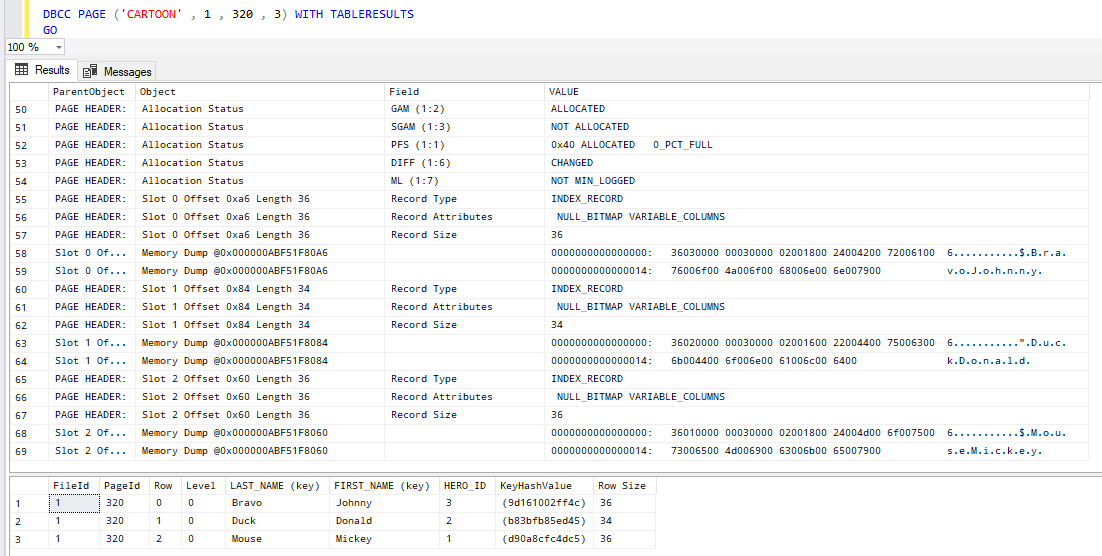 DBCC PAGE ('CARTOON' , 1 , 320 , 3) WITH TABLERESULTS
GO
100 %
Results Messages
ParentObject Object Field VALUE
50 PAGE HEADER: Allocation Status GAM (1:2) ALLOCATED
51 PAGE HEADER: Allocation Status SGAM (1:3) NOT ALLOCATED
52 PAGE HEADER: Allocation Status PFS (1:1) 0x40 ALLOCATED 0_PCT_FULL
53 PAGE HEADER: Allocation Status DIFF (1:6) CHANGED
54 PAGE HEADER: Allocation Status ML (1:7) NOT MIN_LOGGED
55 PAGE HEADER: Slot 0 Offset 0xa6 Length 36 Record Type INDEX_RECORD
56 PAGE HEADER: Slot 0 Offset 0xa6 Length 36 Record Attributes NULL_BITMAP VARIABLE_COLUMNS
57 PAGE HEADER: Slot 0 Offset 0xa6 Length 36 Record Size 36
58 Slot 0 Of... Memory Dump @0x000000ABF51F80A6 0000000000000000: 36030000 00030000 02001800 24004200 72006100 6...........$.B.r.a.
59 Slot 0 Of... Memory Dump @0x000000ABF51F80A6 0000000000000014: 76006f00 4a006f00 68006e00 6e007900 v.o.J.o.h.n.n.y.
60 PAGE HEADER: Slot 1 Offset 0x84 Length 34 Record Type INDEX_RECORD
61 PAGE HEADER: Slot 1 Offset 0x84 Length 34 Record Attributes NULL_BITMAP VARIABLE_COLUMNS
62 PAGE HEADER: Slot 1 Offset 0x84 Length 34 Record Size 34
63 Slot 1 Of... Memory Dump @0x000000ABF51F8084 0000000000000000: 36020000 00030000 02001600 22004400 75006300 6...........".D.u.c.
64 Slot 1 Of... Memory Dump @0x000000ABF51F8084 0000000000000014: 6b004400 6f006e00 61006c00 6400 k.D.o.n.a.l.d.
65 PAGE HEADER: Slot 2 Offset 0x60 Length 36 Record Type INDEX_RECORD
66 PAGE HEADER: Slot 2 Offset 0x60 Length 36 Record Attributes NULL_BITMAP VARIABLE_COLUMNS
67 PAGE HEADER: Slot 2 Offset 0x60 Length 36 Record Size 36
68 Slot 2 Of... Memory Dump @0x000000ABF51F8060 0000000000000000: 36010000 00030000 02001800 24004d00 6f007500 6...........$.M.o.u.
69 Slot 2 Of... Memory Dump @0x000000ABF51F8060 0000000000000014: 73006500 4d006900 63006b00 65007900 s.e.M.i.c.k.e.y.
FileId PageId Row Level LAST_NAME (key) FIRST_NAME (key) HERO_ID KeyHashValue Row Size
1 1 320 0 0 Bravo Johnny 3 (9d161002ff4c) 36
2 1 320 1 0 Duck Donald 2 (b83bfb85ed45) 34
3 1 320 2 0 Mouse Mickey 1 (d90a8cfc4dc5) 36